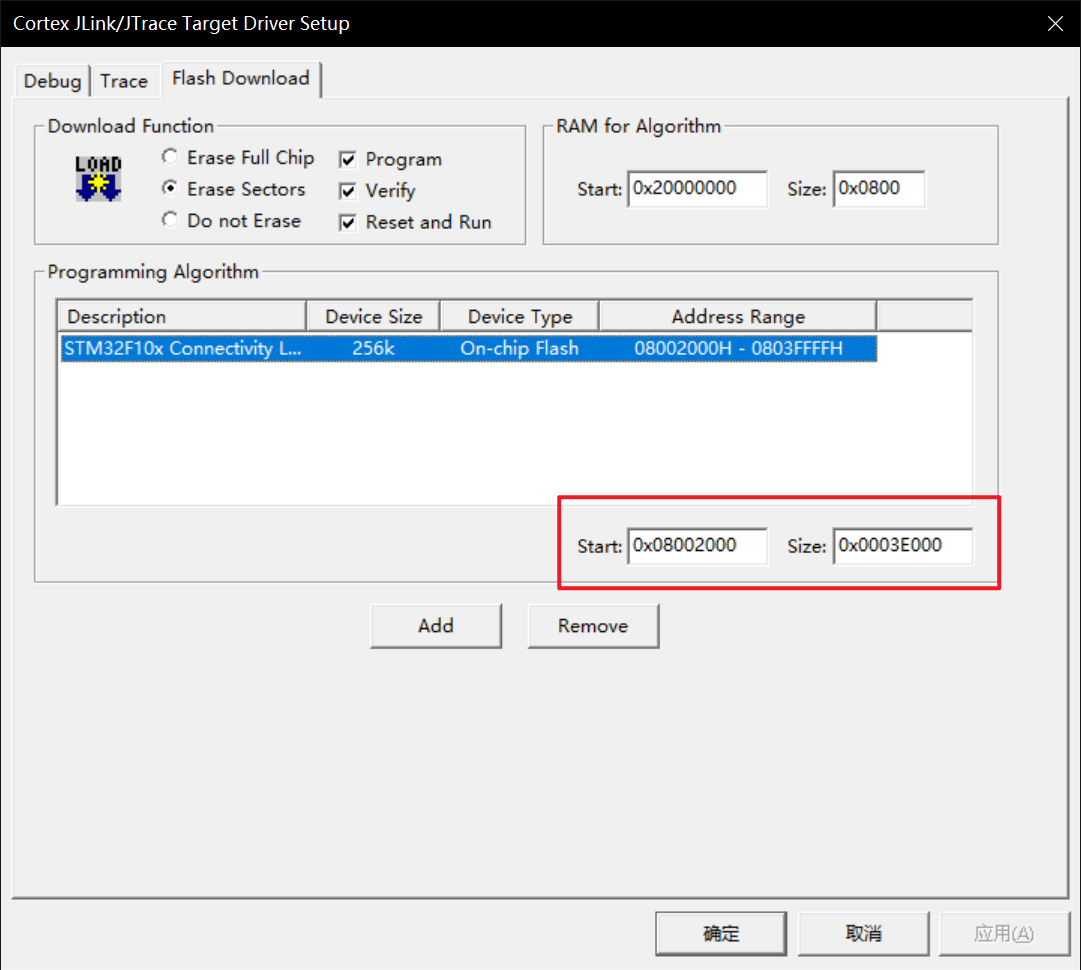 Cortex JLink/JTrace Target Driver Setup
Debug Trace Flash Download
Download Function
LOAD
Erase Full Chip
Erase Sectors
Do not Erase
Program
Verify
Reset and Run
RAM for Algorithm
Start: 0x20000000 Size: 0x0800
Programming Algorithm
Description Device Size Device Type Address Range
STM32F10x Connectivity L... 256k On-chip Flash 08002000H - 0803FFFFH
Start: 0x08002000 Size: 0x0003E000
Add Remove
确定 取消 应用(A)